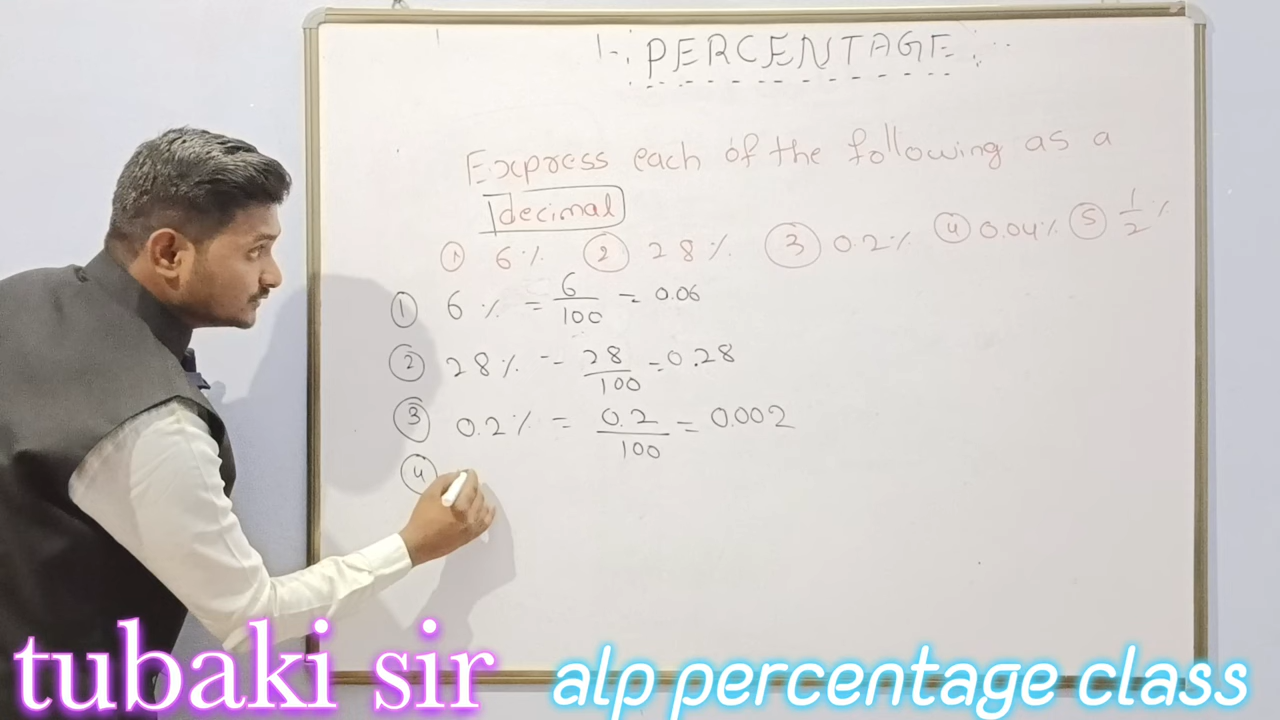 1-: PERCENTAGE :-
Express each of the following as a
decimal
① 6% ② 28% ③ 0.2% ④ 0.04% ⑤ 1/2 %
① 6% = 6/100 = 0.06
② 28% = 28/100 = 0.28
③ 0.2% = 0.2/100 = 0.002
④
tubaki sir alp percentage class